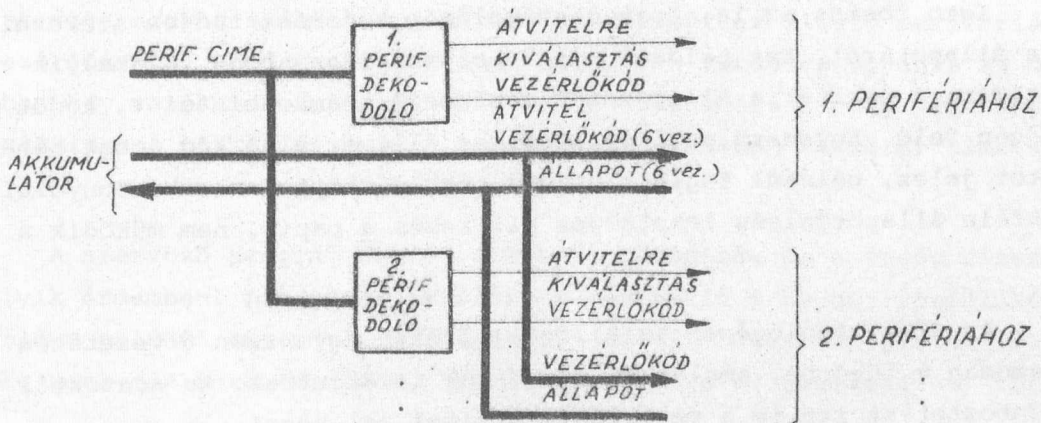 PERIF. CIME
1.
PERIF.
DEKO
DOLO
ÁTVITELRE
KIVÁLASZTÁS
VEZÉRLŐKÓD
ÁTVITEL
VEZÉRLŐKÓD (6 vez.)
ÁLLAPOT (6 vez.)
1. PERIFÉRIÁHOZ
AKKUMU-
LÁTOR
2.
PERIF
DEKO-
DOLO
ÁTVITELRE
KIVÁLASZTÁS
VEZÉRLŐKÓD
VEZÉRLŐKÓD
ÁLLAPOT
2. PERIFÉRIÁHOZ